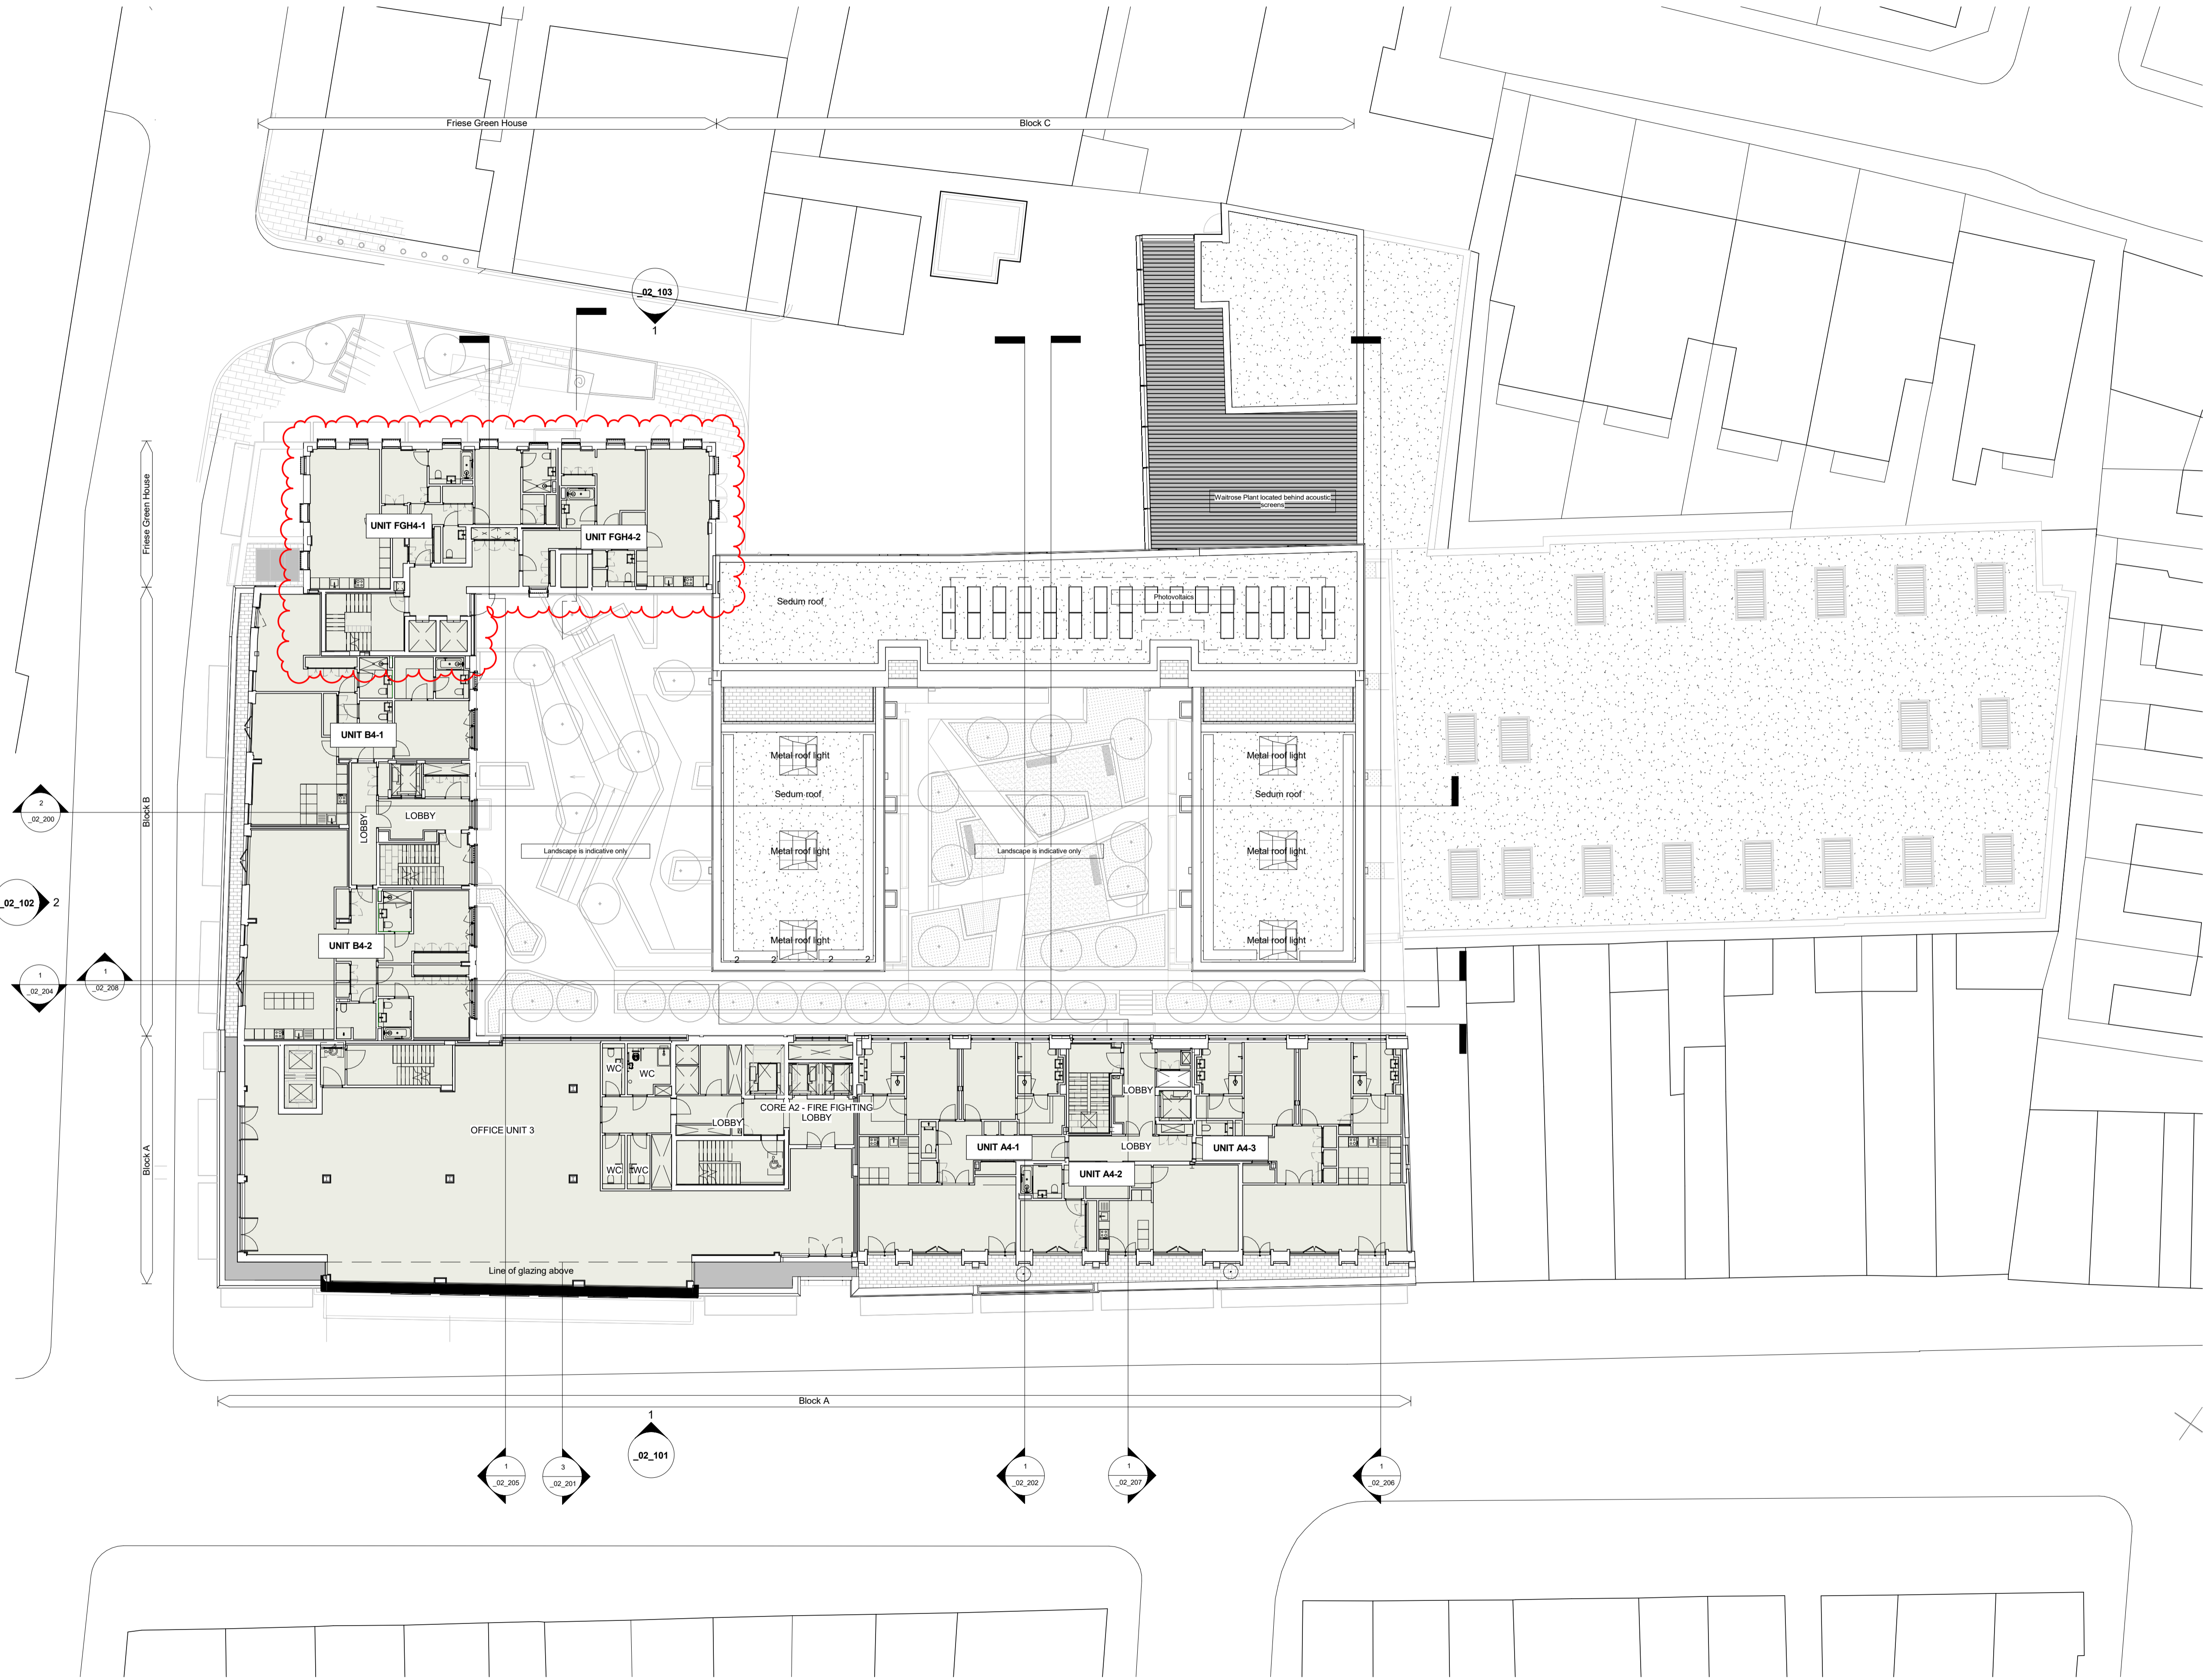 Friese Green House
Block C
_02_103
1
Friese Green House
UNIT FGH4-1
UNIT FGH4-2
Waitrose Plant located behind acoustic
screens
Sedum roof
Photovoltaics
UNIT B4-1
Metal roof light
Metal roof light
Sedum roof
Sedum roof
Block B
2
_02_200
LOBBY
LOBBY
Landscape is indicative only
Metal roof light
Landscape is indicative only
Metal roof light
_02_102
2
UNIT B4-2
Metal roof light
Metal roof light
2
2
2
2
1
_02_204
1
_02_208
WC
WC
LOBBY
CORE A2 - FIRE FIGHTING
LOBBY
LOBBY
OFFICE UNIT 3
UNIT A4-1
LOBBY
UNIT A4-3
Block A
WC
WC
UNIT A4-2
Line of glazing above
Block A
1
_02_101
1
_02_205
3
_02_201
1
_02_202
1
_02_207
1
_02_206